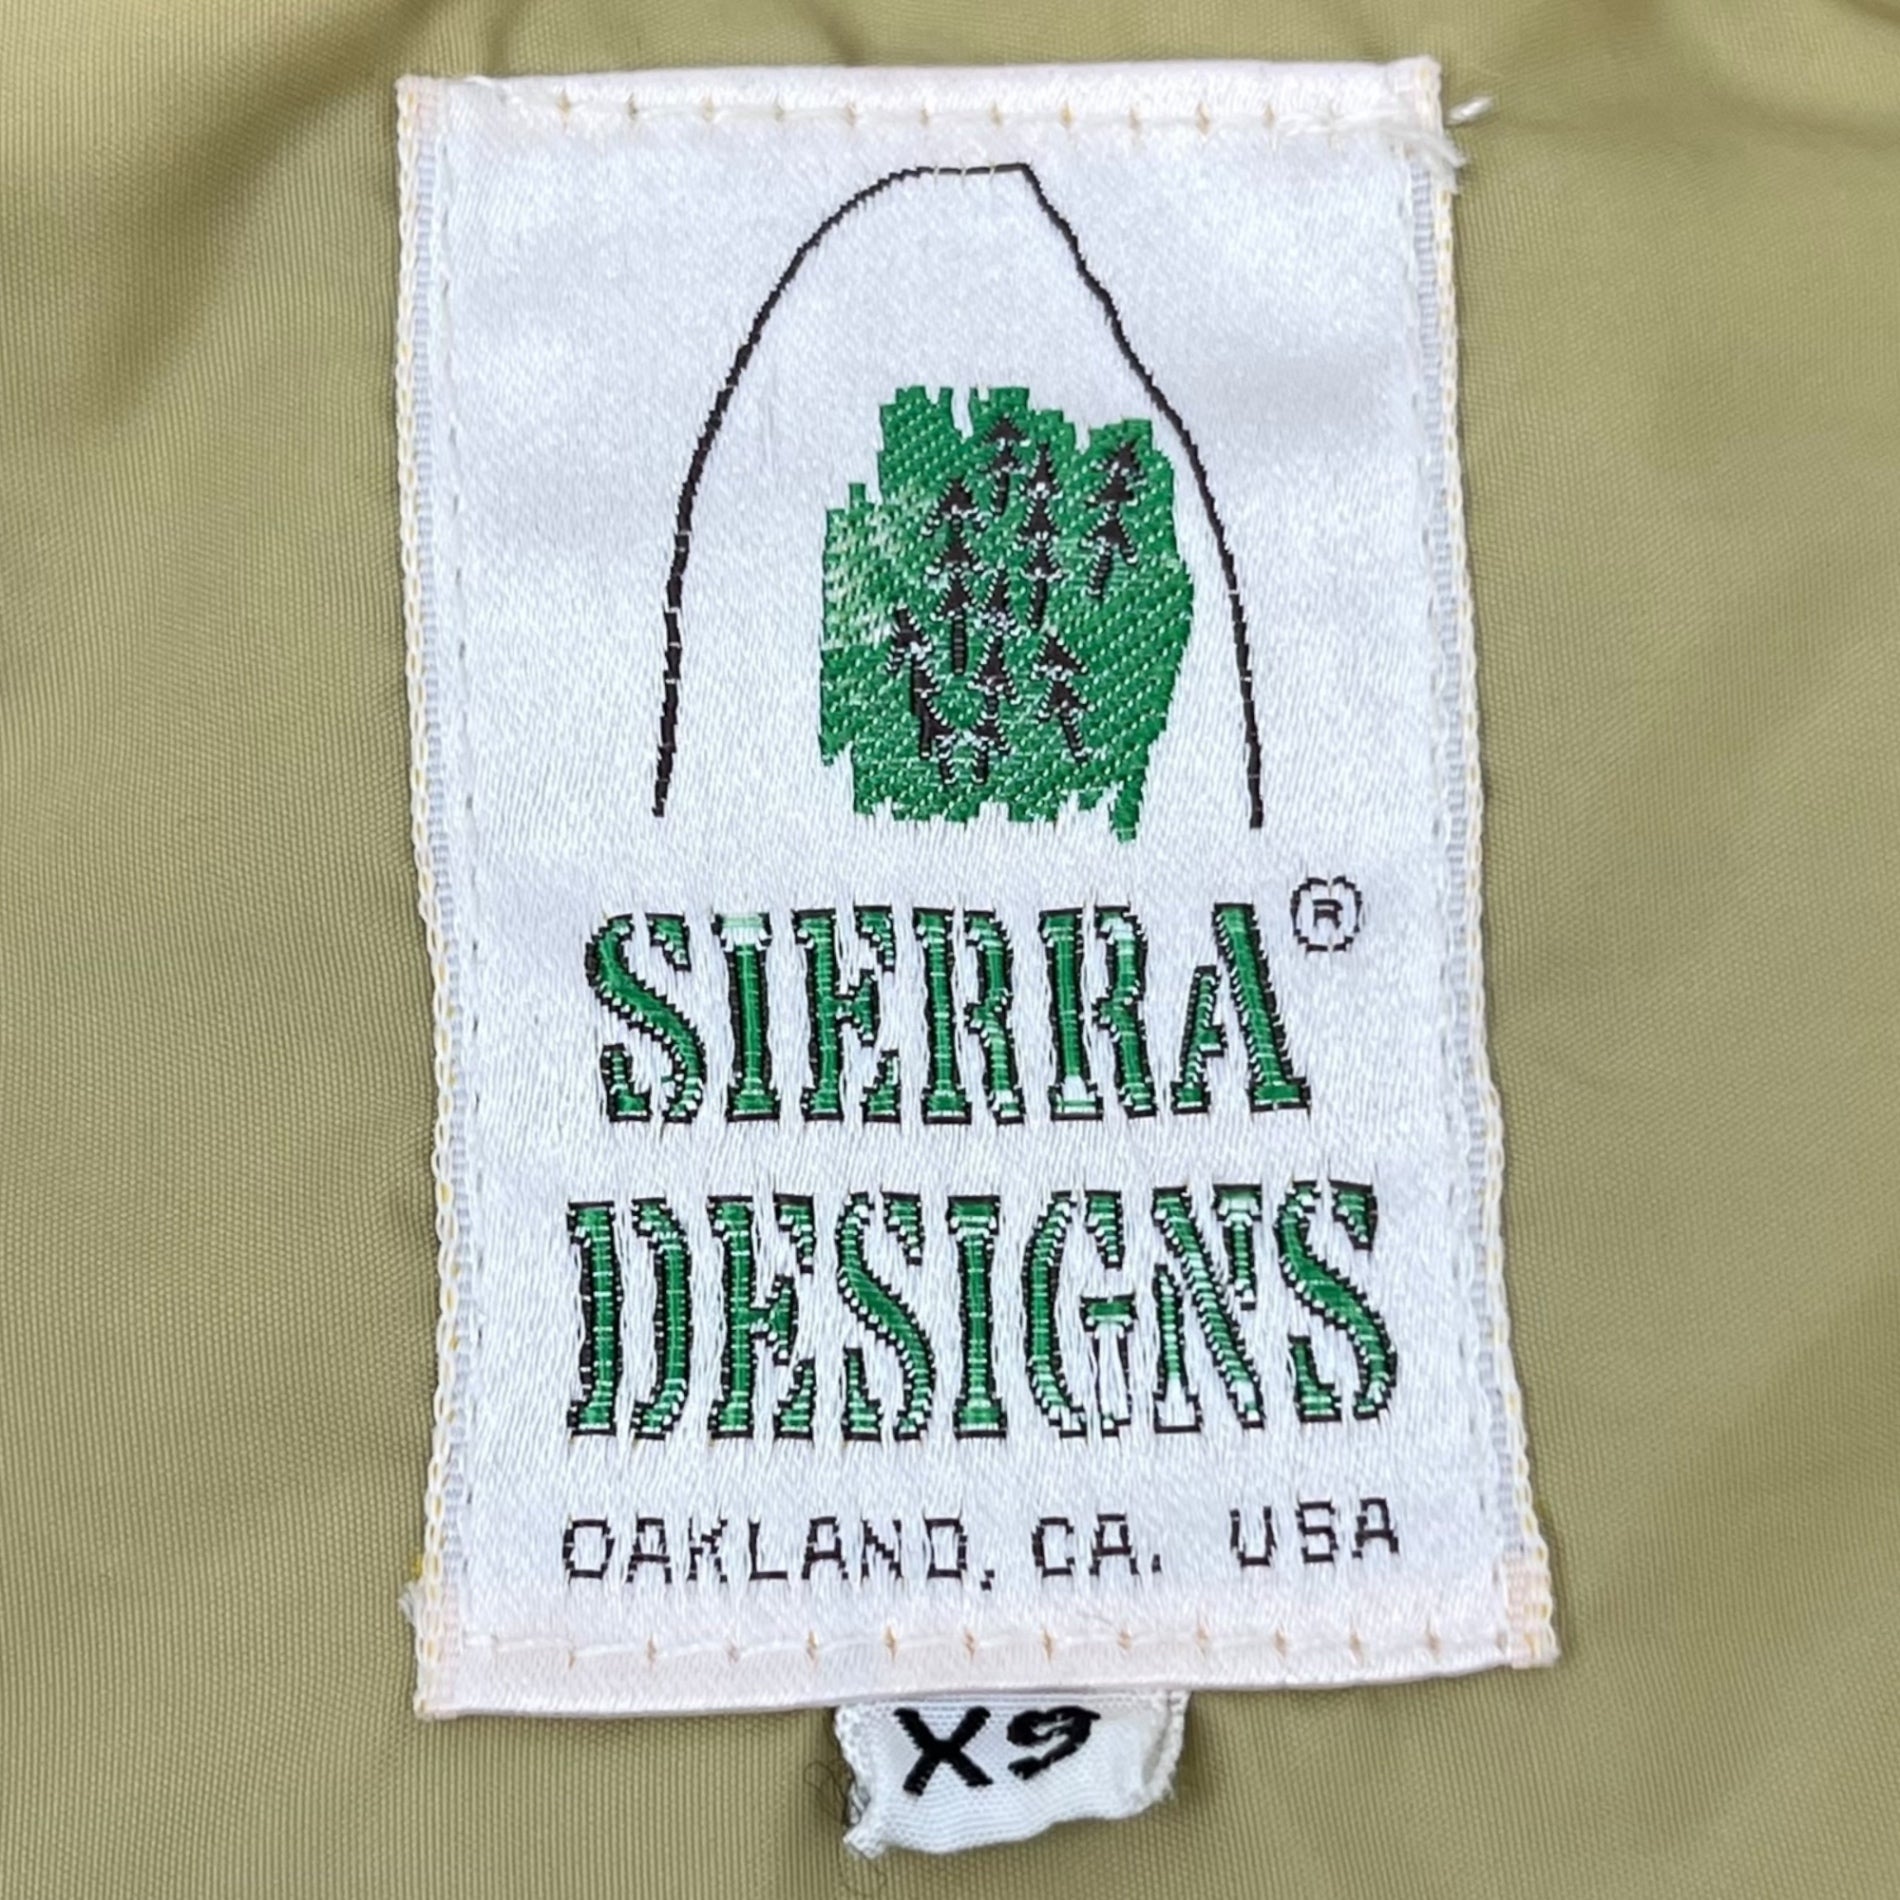 SIERRA®
DESIGNS
OAKLAND, CA. USA
XS